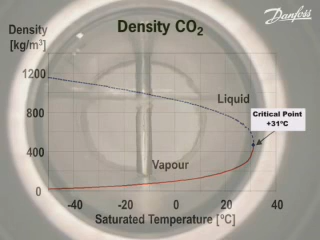 Density CO₂
Danfoss
Density
[kg/m³]
1200
800
400
0
Liquid
Critical Point
+31ºC
Vapour
-40
-20
0
20
40
Saturated Temperature [ºC]